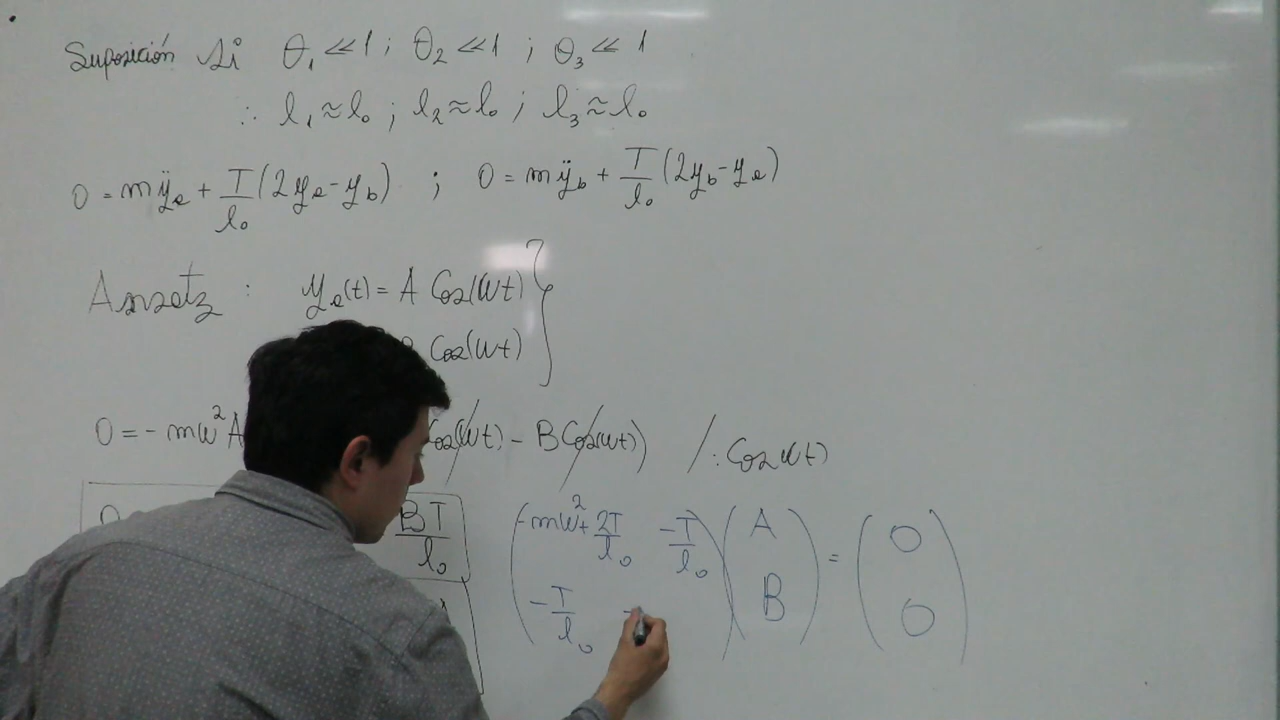 Suposición si θ₁ ≪ 1 ; θ₂ ≪ 1 ; θ₃ ≪ 1
∴ l₁ ≈ l₀ ; l₂ ≈ l₀ ; l₃ ≈ l₀
0 = mÿₐ + T/l₀ (2yₐ - y_b) ; 0 = mÿ_b + T/l₀ (2y_b - yₐ)
Ansatz : yₐ(t) = A Cos(ωt) }
Cos(ωt)
0 = - mω² A Cos(ωt) - B Cos(ωt) ) / : Cos ωt)
BT/l₀
( -mω² + 2T/l₀ -T/l₀ ) ( A ) = ( 0 )
( -T/l₀ - ) ( B ) ( 0 )